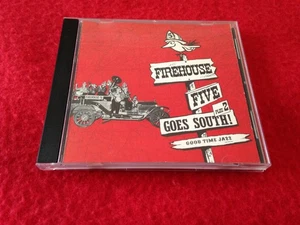 FIREHOUSE
FIVE
PLUS 2
GOES SOUTH!
GOOD TIME JAZZ